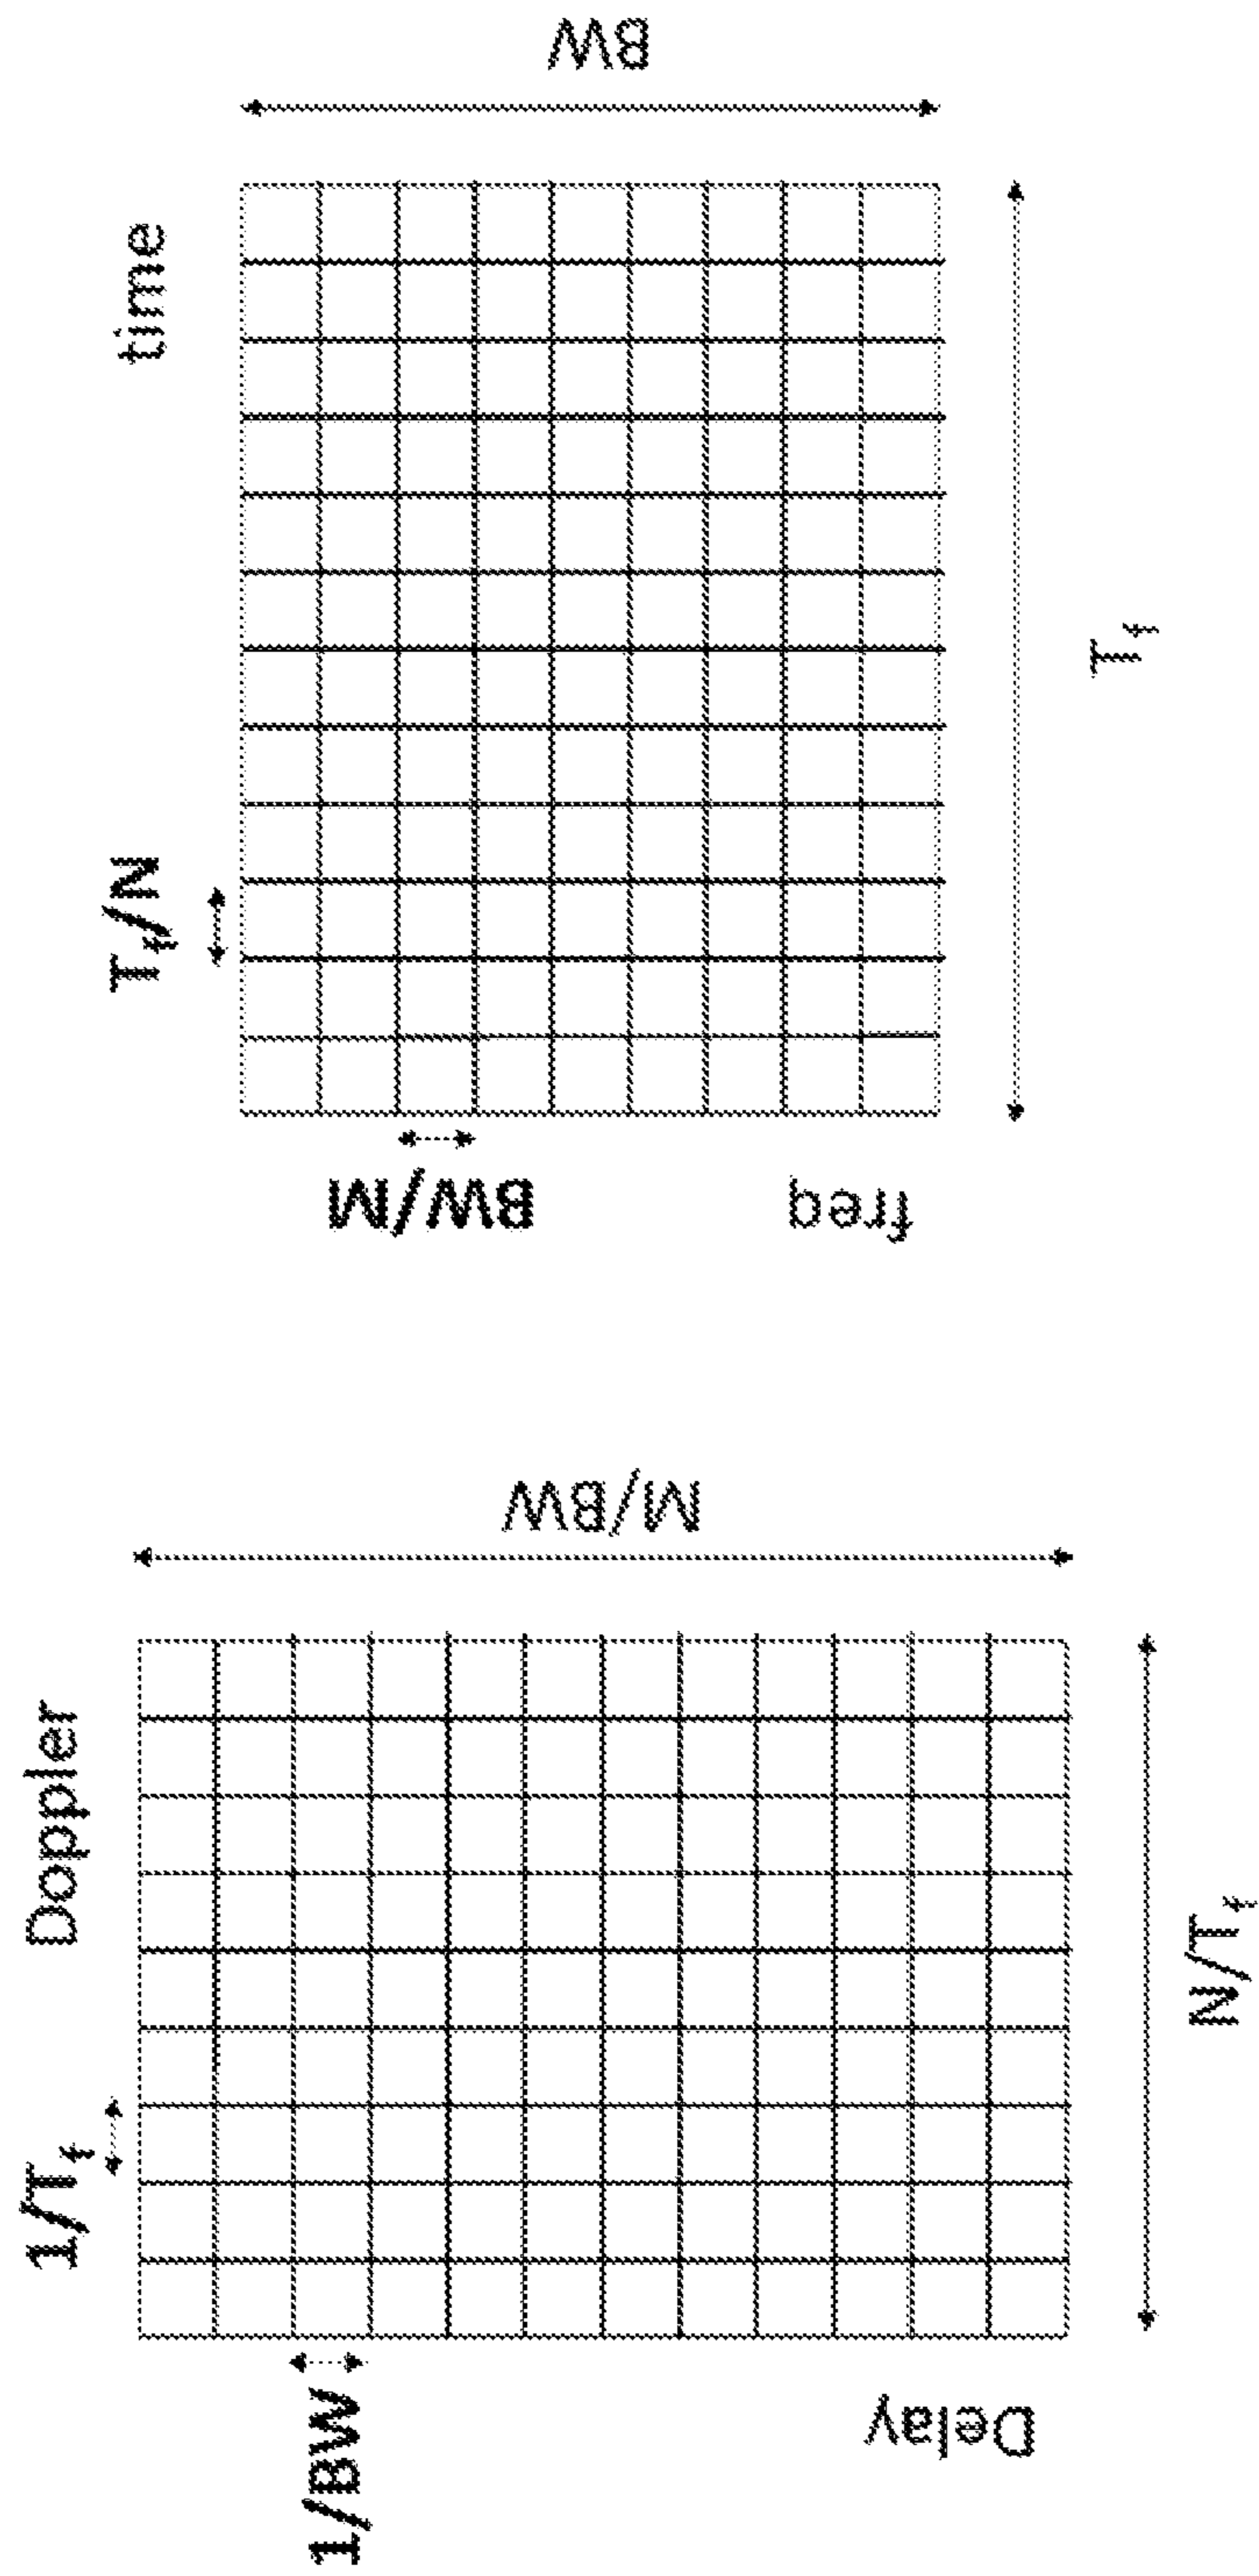 1/T_f
Doppler
1/BW
Delay
M/BW
N/T_f
T_f/N
time
BW/M
freq
BW
T_f